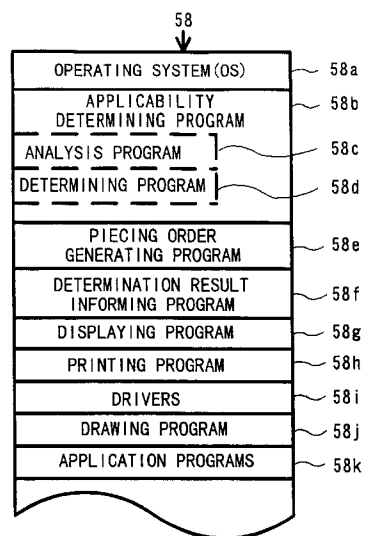 58
OPERATING SYSTEM(OS) 58a
APPLICABILITY 58b
DETERMINING PROGRAM
ANALYSIS PROGRAM 58c
DETERMINING PROGRAM 58d
PIECING ORDER 58e
GENERATING PROGRAM
DETERMINATION RESULT 58f
INFORMING PROGRAM
DISPLAYING PROGRAM 58g
PRINTING PROGRAM 58h
DRIVERS 58i
DRAWING PROGRAM 58j
APPLICATION PROGRAMS 58k